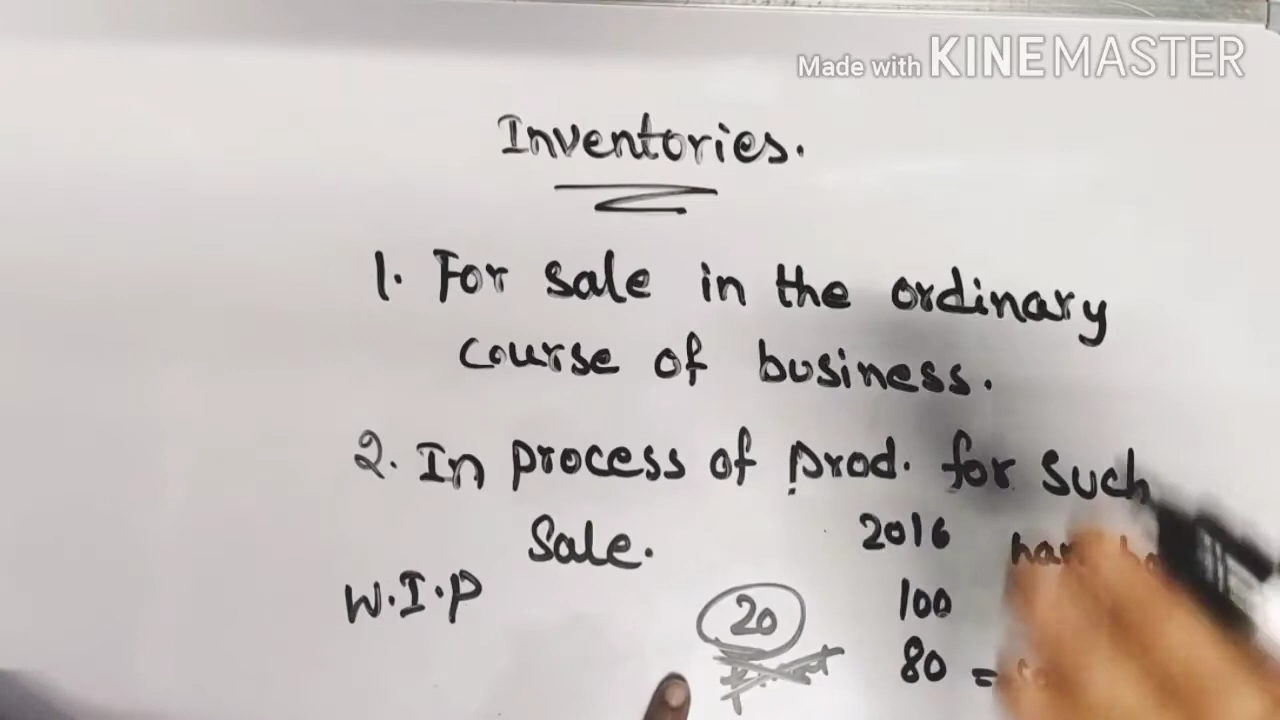 Made with KINEMASTER
Inventories.
1. For sale in the ordinary
course of business.
2. In process of prod. for such
Sale.
2016
W.I.P
20
100
80 =